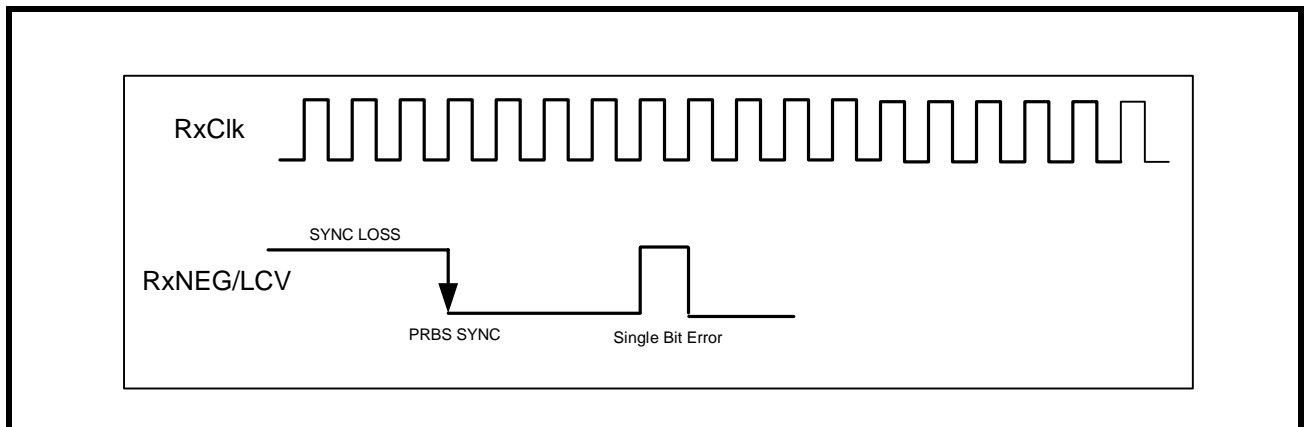 RxClk
SYNC LOSS
RxNEG/LCV
PRBS SYNC
Single Bit Error